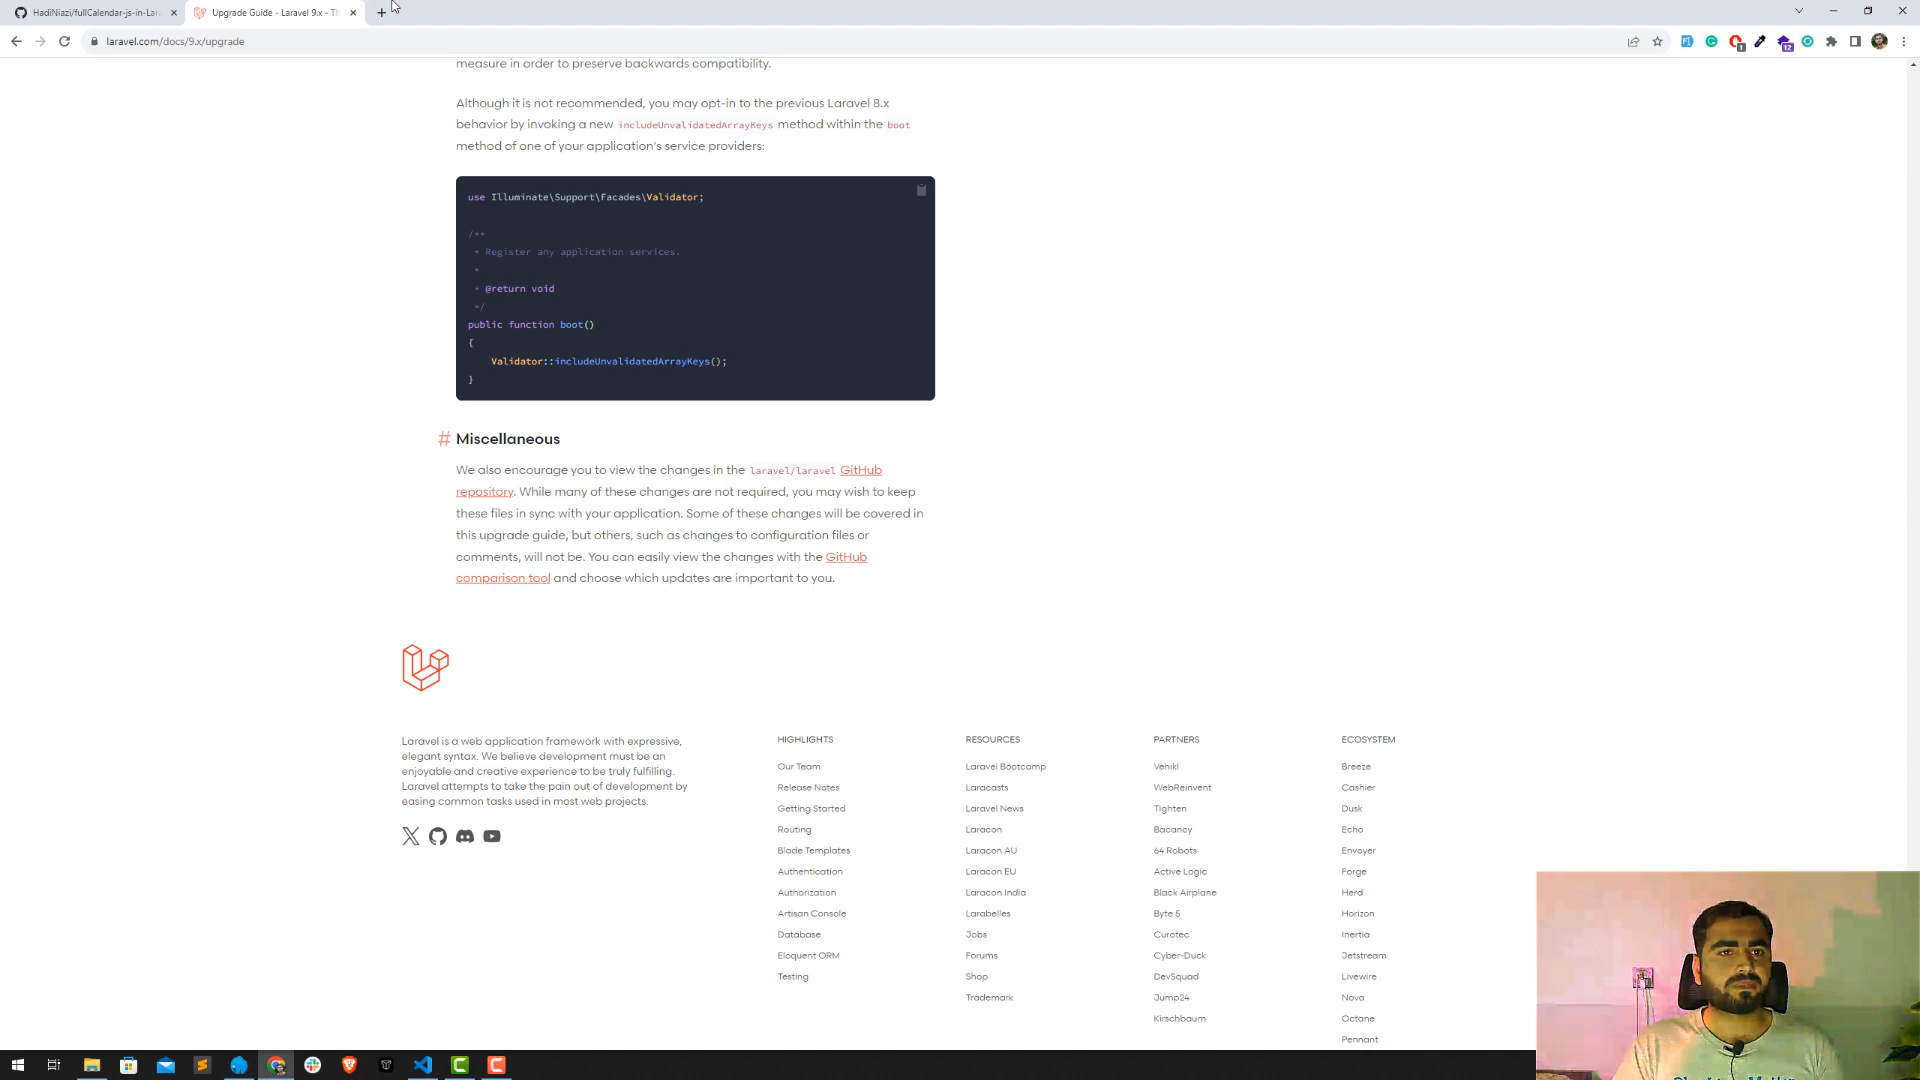 HadiNiazi/fullCalendar-js-in-Lar
Upgrade Guide - Laravel 9.x - Th
laravel.com/docs/9.x/upgrade
1
12
measure in order to preserve backwards compatibility.
Although it is not recommended, you may opt-in to the previous Laravel 8.x
behavior by invoking a new includeUnvalidatedArrayKeys method within the boot
method of one of your application's service providers:
use Illuminate\Support\Facades\Validator;
/**
* Register any application services.
*
* @return void
*/
public function boot()
{
Validator::includeUnvalidatedArrayKeys();
}
# Miscellaneous
We also encourage you to view the changes in the laravel/laravel GitHub
repository. While many of these changes are not required, you may wish to keep
these files in sync with your application. Some of these changes will be covered in
this upgrade guide, but others, such as changes to configuration files or
comments, will not be. You can easily view the changes with the GitHub
comparison tool and choose which updates are important to you.
Laravel is a web application framework with expressive,
elegant syntax. We believe development must be an
enjoyable and creative experience to be truly fulfilling.
Laravel attempts to take the pain out of development by
easing common tasks used in most web projects.
HIGHLIGHTS
Our Team
Release Notes
Getting Started
Routing
Blade Templates
Authentication
Authorization
Artisan Console
Database
Eloquent ORM
Testing
RESOURCES
Laravel Bootcamp
Laracasts
Laravel News
Laracon
Laracon AU
Laracon EU
Laracon India
Larabelles
Jobs
Forums
Shop
Trademark
PARTNERS
Vehikl
WebReinvent
Tighten
Bacancy
64 Robots
Active Logic
Black Airplane
Byte 5
Curotec
Cyber-Duck
DevSquad
Jump24
Kirschbaum
ECOSYSTEM
Breeze
Cashier
Dusk
Echo
Envoyer
Forge
Herd
Horizon
Inertia
Jetstream
Livewire
Nova
Octane
Pennant